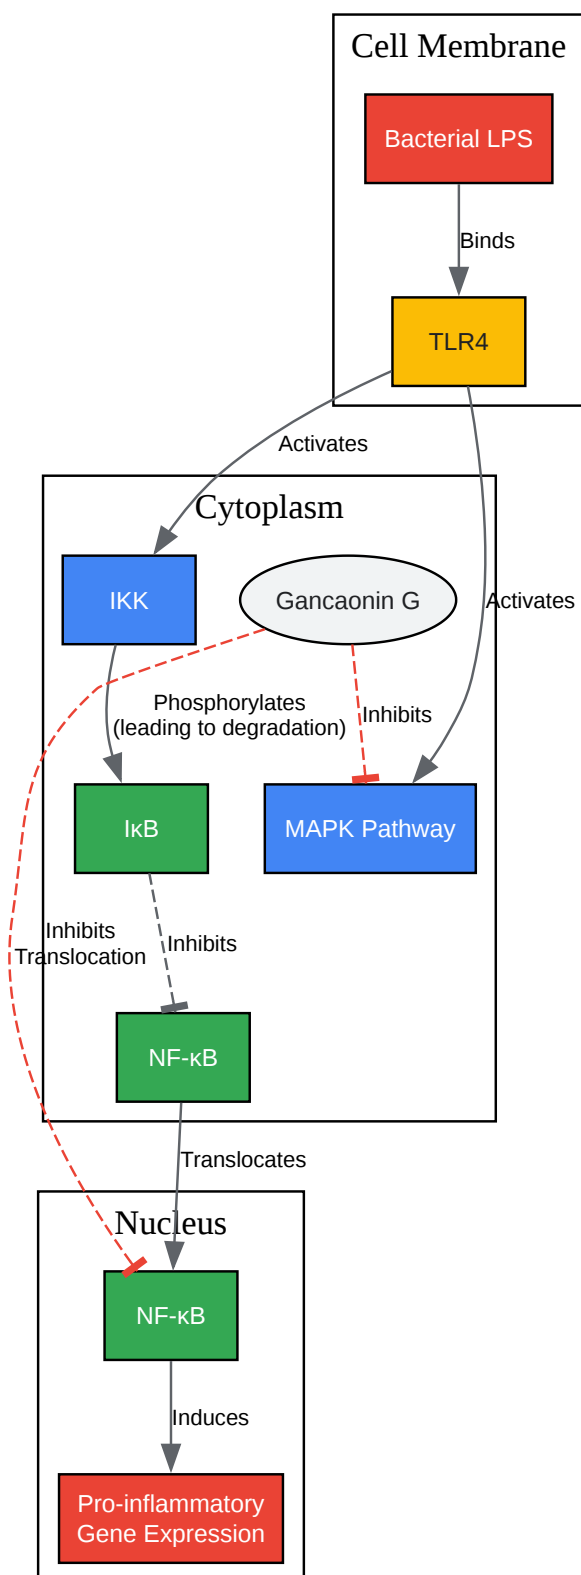 Cell Membrane
Bacterial LPS
Binds
TLR4
Activates
Cytoplasm
IKK
Gancaonin G
Activates
Phosphorylates
(leading to degradation)
Inhibits
IκB
MAPK Pathway
Inhibits
Translocation
Inhibits
NF-κB
Translocates
Nucleus
NF-κB
Induces
Pro-inflammatory
Gene Expression